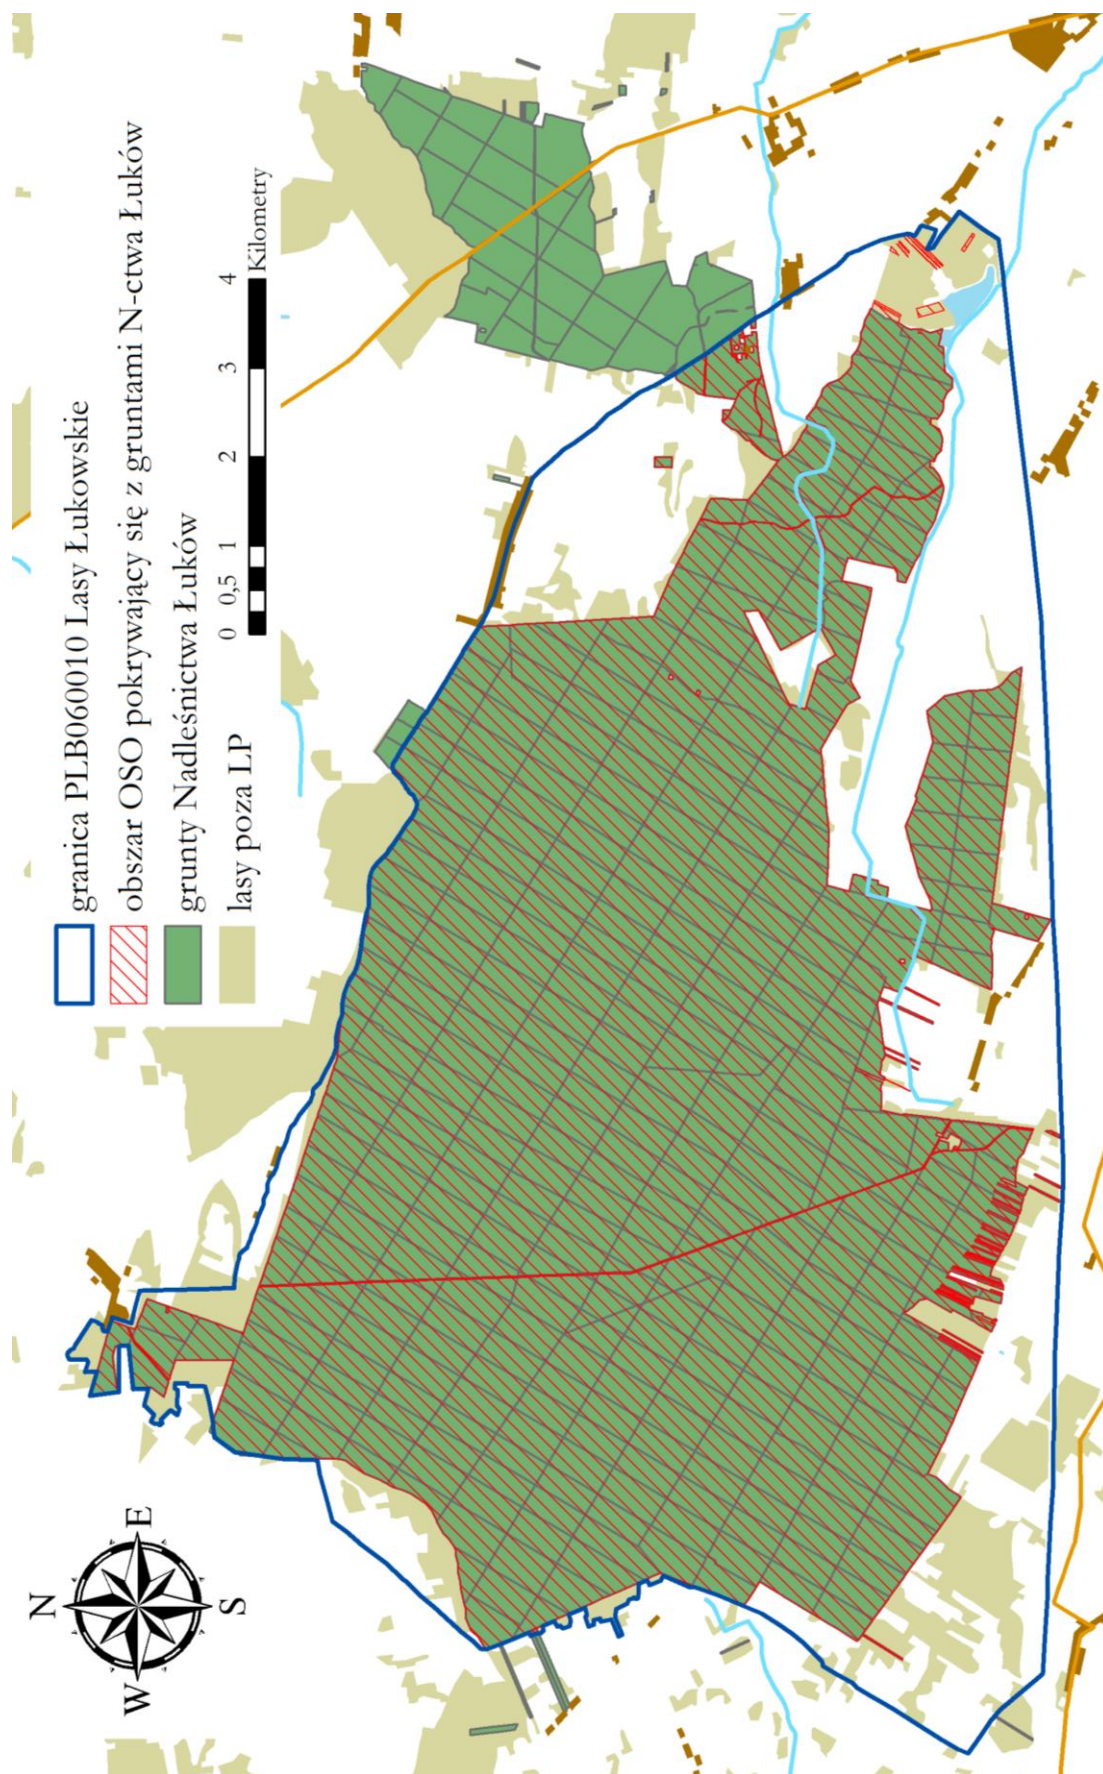 N
W
E
S
granica PLB060010 Lasy Łukowskie
obszar OSO pokrywający się z gruntami N-ctwa Łuków
grunty Nadleśnictwa Łuków
lasy poza LP
0 0,5 1 2 3 4
Kilometry